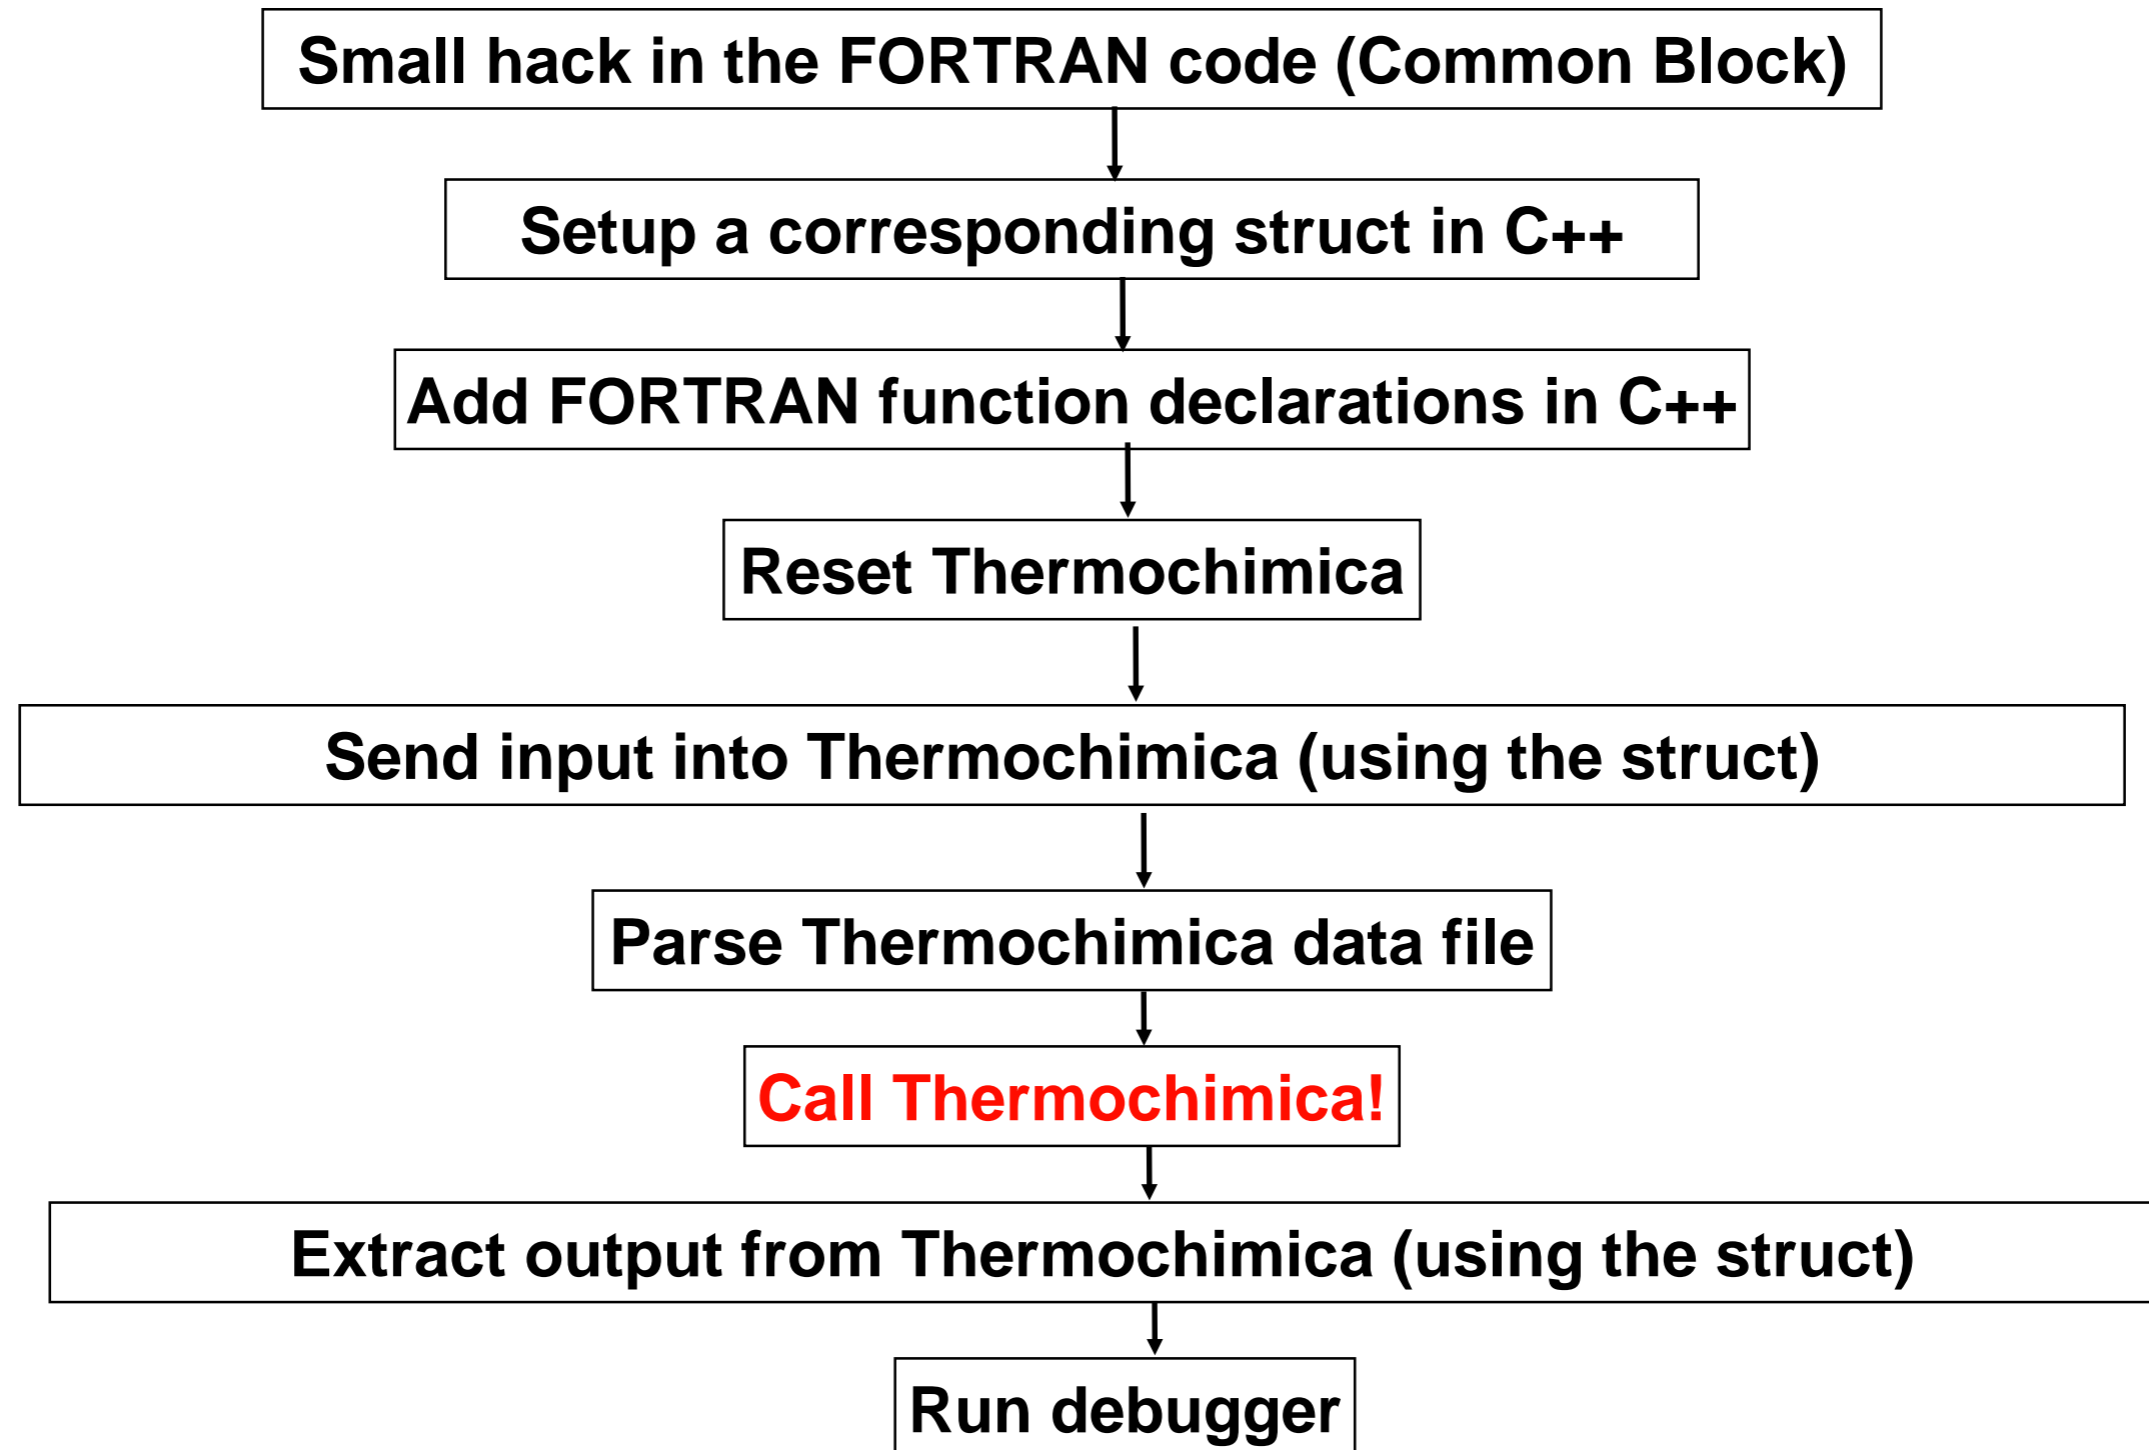 Small hack in the FORTRAN code (Common Block)
Setup a corresponding struct in C++
Add FORTRAN function declarations in C++
Reset Thermochimica
Send input into Thermochimica (using the struct)
Parse Thermochimica data file
Call Thermochimica!
Extract output from Thermochimica (using the struct)
Run debugger